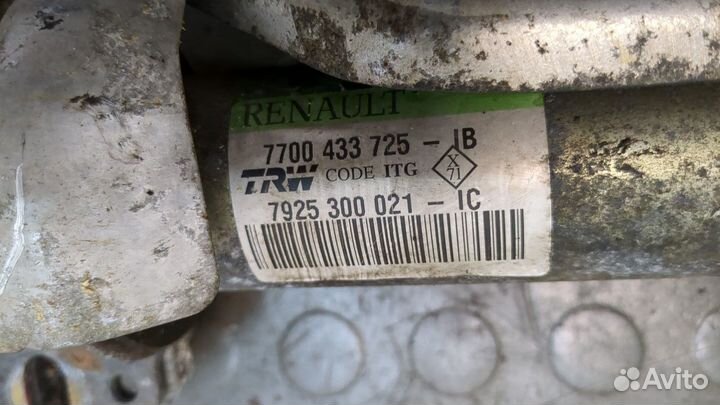 RENAULT
7700 433 725 - IB
TRW CODE ITG X 71
7925 300 021 - IC
Avito